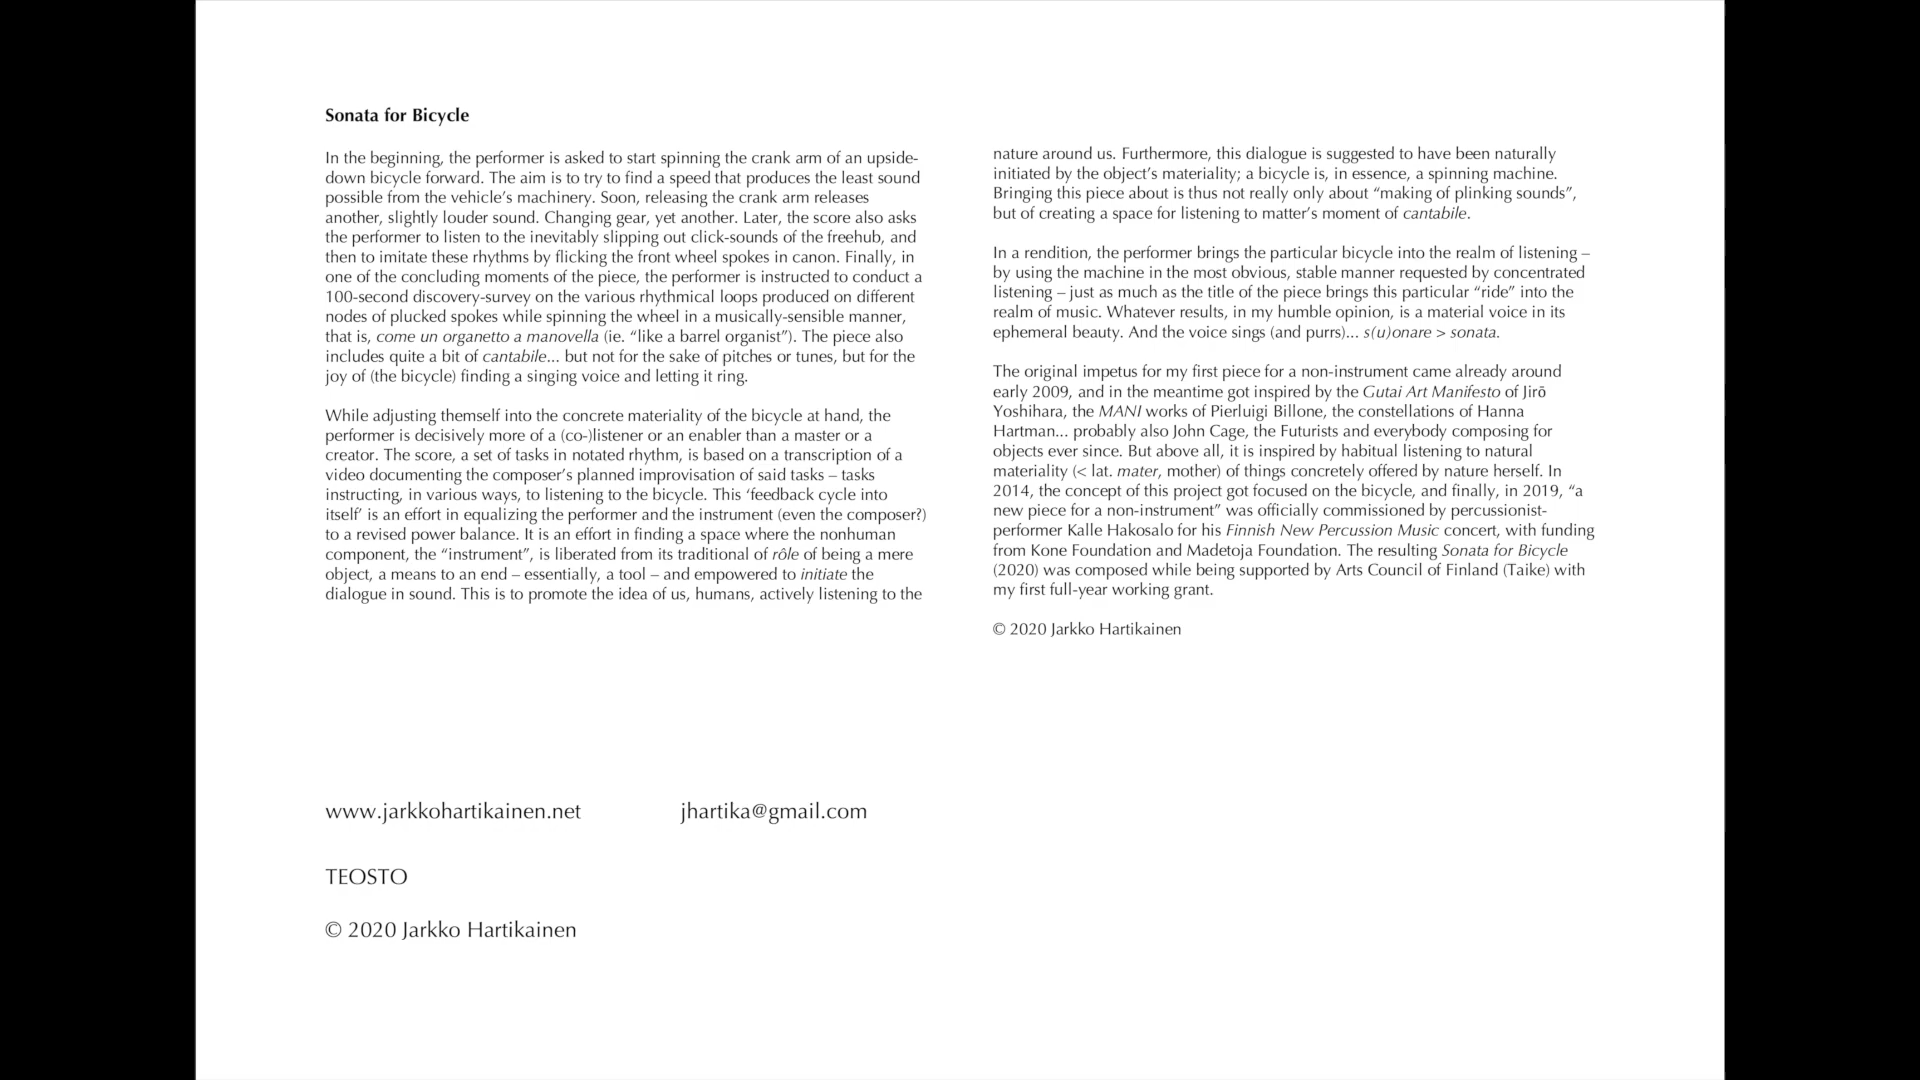 Sonata for Bicycle
In the beginning, the performer is asked to start spinning the crank arm of an upside-
down bicycle forward. The aim is to try to find a speed that produces the least sound
possible from the vehicle’s machinery. Soon, releasing the crank arm releases
another, slightly louder sound. Changing gear, yet another. Later, the score also asks
the performer to listen to the inevitably slipping out click-sounds of the freehub, and
then to imitate these rhythms by flicking the front wheel spokes in canon. Finally, in
one of the concluding moments of the piece, the performer is instructed to conduct a
100-second discovery-survey on the various rhythmical loops produced on different
nodes of plucked spokes while spinning the wheel in a musically-sensible manner,
that is, come un organetto a manovella (ie. “like a barrel organist”). The piece also
includes quite a bit of cantabile... but not for the sake of pitches or tunes, but for the
joy of (the bicycle) finding a singing voice and letting it ring.
While adjusting themself into the concrete materiality of the bicycle at hand, the
performer is decisively more of a (co-)listener or an enabler than a master or a
creator. The score, a set of tasks in notated rhythm, is based on a transcription of a
video documenting the composer’s planned improvisation of said tasks – tasks
instructing, in various ways, to listening to the bicycle. This ‘feedback cycle into
itself’ is an effort in equalizing the performer and the instrument (even the composer?)
to a revised power balance. It is an effort in finding a space where the nonhuman
component, the “instrument”, is liberated from its traditional of rôle of being a mere
object, a means to an end – essentially, a tool – and empowered to initiate the
dialogue in sound. This is to promote the idea of us, humans, actively listening to the
nature around us. Furthermore, this dialogue is suggested to have been naturally
initiated by the object’s materiality; a bicycle is, in essence, a spinning machine.
Bringing this piece about is thus not really only about “making of plinking sounds”,
but of creating a space for listening to matter’s moment of cantabile.
In a rendition, the performer brings the particular bicycle into the realm of listening –
by using the machine in the most obvious, stable manner requested by concentrated
listening – just as much as the title of the piece brings this particular “ride” into the
realm of music. Whatever results, in my humble opinion, is a material voice in its
ephemeral beauty. And the voice sings (and purrs)... s(u)onare > sonata.
The original impetus for my first piece for a non-instrument came already around
early 2009, and in the meantime got inspired by the Gutai Art Manifesto of Jirō
Yoshihara, the MANI works of Pierluigi Billone, the constellations of Hanna
Hartman... probably also John Cage, the Futurists and everybody composing for
objects ever since. But above all, it is inspired by habitual listening to natural
materiality (< lat. mater, mother) of things concretely offered by nature herself. In
2014, the concept of this project got focused on the bicycle, and finally, in 2019, “a
new piece for a non-instrument” was officially commissioned by percussionist-
performer Kalle Hakosalo for his Finnish New Percussion Music concert, with funding
from Kone Foundation and Madetoja Foundation. The resulting Sonata for Bicycle
(2020) was composed while being supported by Arts Council of Finland (Taike) with
my first full-year working grant.
© 2020 Jarkko Hartikainen
www.jarkkohartikainen.net jhartika@gmail.com
TEOSTO
© 2020 Jarkko Hartikainen